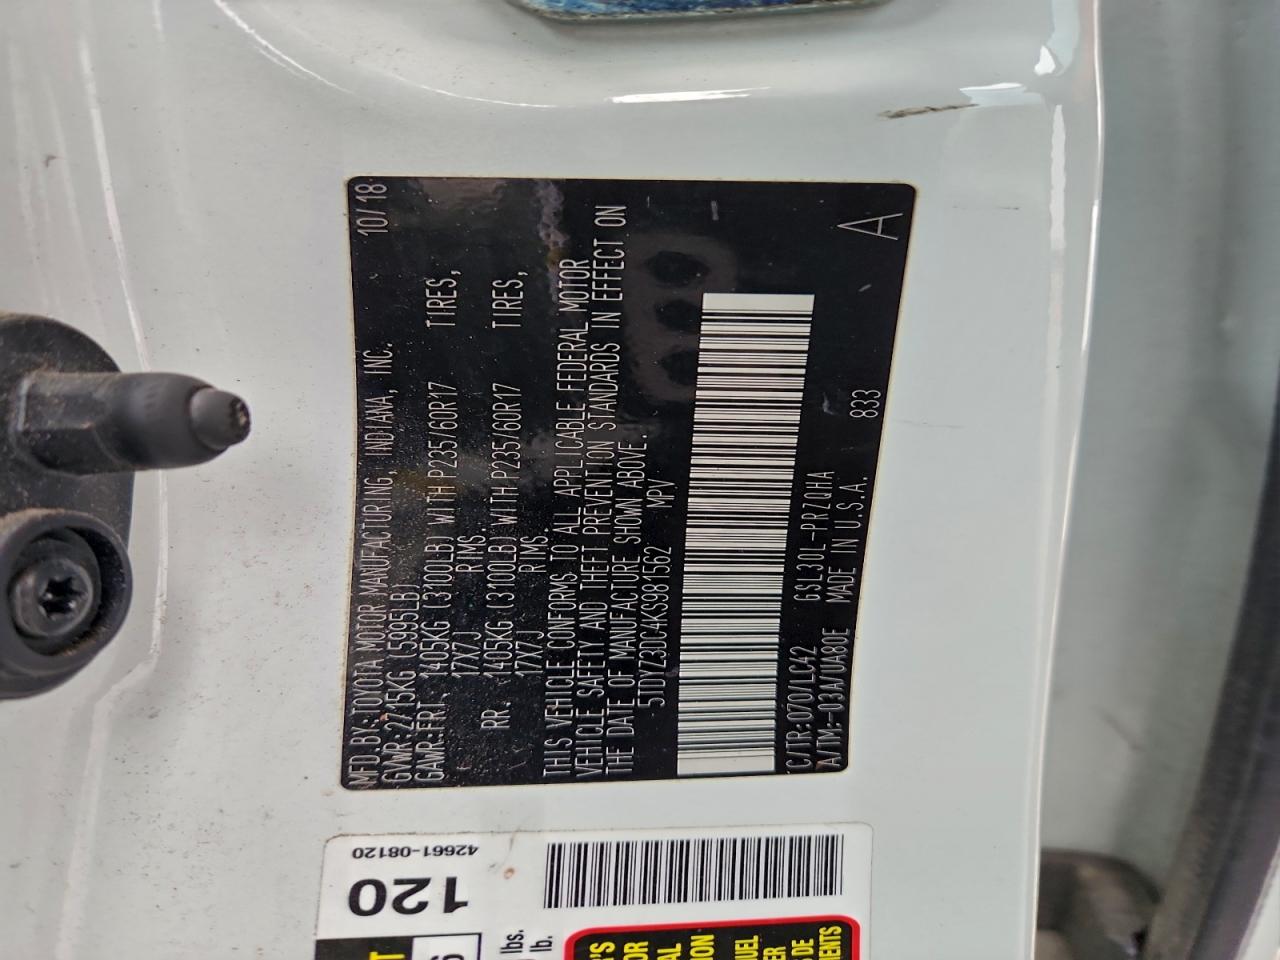 MFD.BY: TOYOTA MOTOR MANUFACTURING, INDIANA, INC. 10/18
GVWR:2715KG (5995LB)
GAWR:FRT. 1405KG (3100LB) WITH P235/60R17 TIRES,
17X7J RIMS.
RR. 1405KG (3100LB) WITH P235/60R17 TIRES,
17X7J RIMS.
THIS VEHICLE CONFORMS TO ALL APPLICABLE FEDERAL MOTOR
VEHICLE SAFETY AND THEFT PREVENTION STANDARDS IN EFFECT ON
THE DATE OF MANUFACTURE SHOWN ABOVE.
5TDYZ3DC4KS981562 MPV
C/TR:070/LC42 GSL30L-PRZQHA
A/TM:-03A/UA80E MADE IN U.S.A. 833 A
42661-08120
120
lbs.
lb.